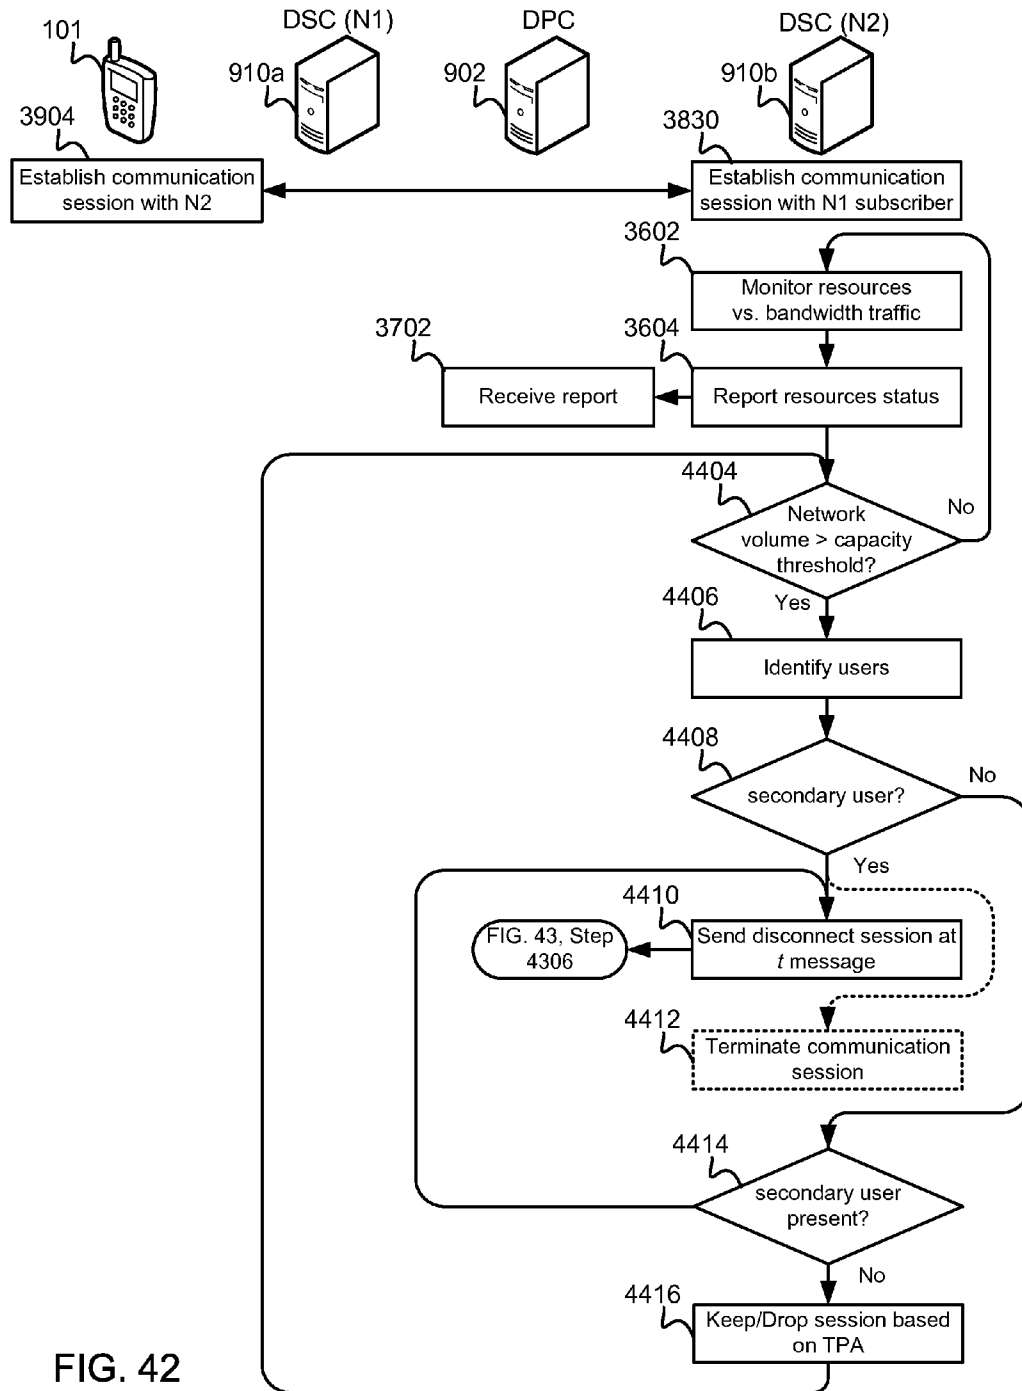 DSC (N1)
DPC
DSC (N2)
101
910a
902
910b
3904
3830
Establish communication
session with N2
Establish communication
session with N1 subscriber
3602
Monitor resources
vs. bandwidth traffic
3702
3604
Receive report
Report resources status
4404
Network
volume > capacity
threshold?
No
Yes
4406
Identify users
4408
secondary user?
No
Yes
4410
FIG. 43, Step
4306
Send disconnect session at
t message
4412
Terminate communication
session
4414
secondary user
present?
No
4416
Keep/Drop session based
on TPA
FIG. 42